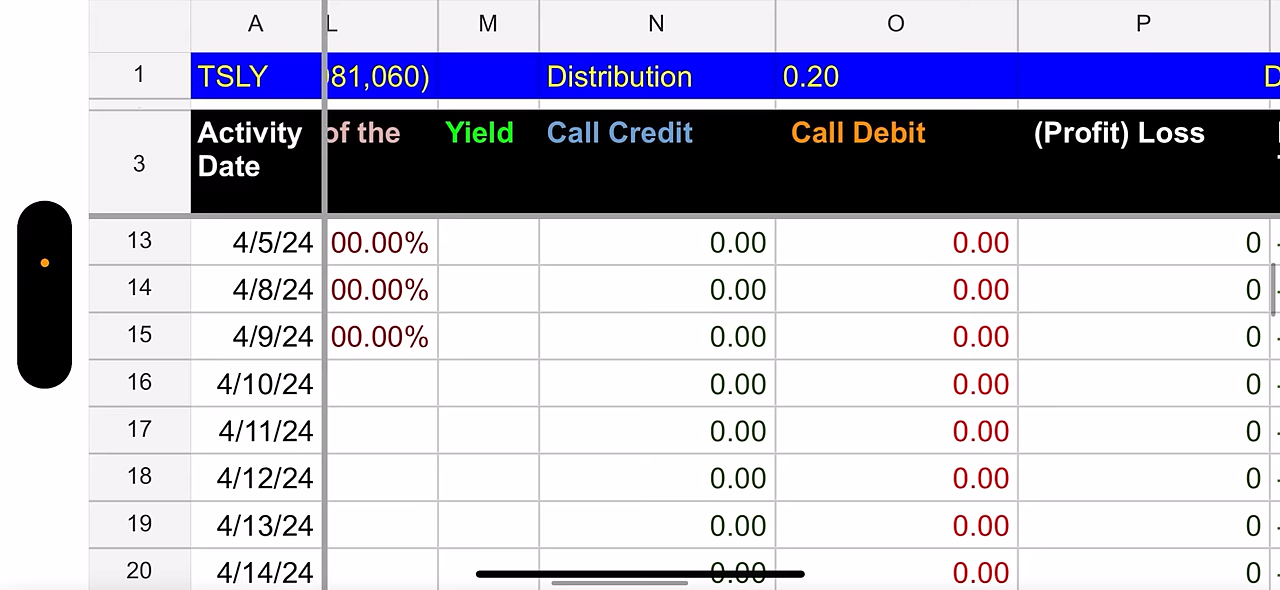 A L M N O P
1 TSLY 081,060) Distribution 0.20 D
3 Activity Date of the Yield Call Credit Call Debit (Profit) Loss
13 4/5/24 00.00% 0.00 0.00 0
14 4/8/24 00.00% 0.00 0.00 0
15 4/9/24 00.00% 0.00 0.00 0
16 4/10/24 0.00 0.00 0
17 4/11/24 0.00 0.00 0
18 4/12/24 0.00 0.00 0
19 4/13/24 0.00 0.00 0
20 4/14/24 0.00 0.00 0